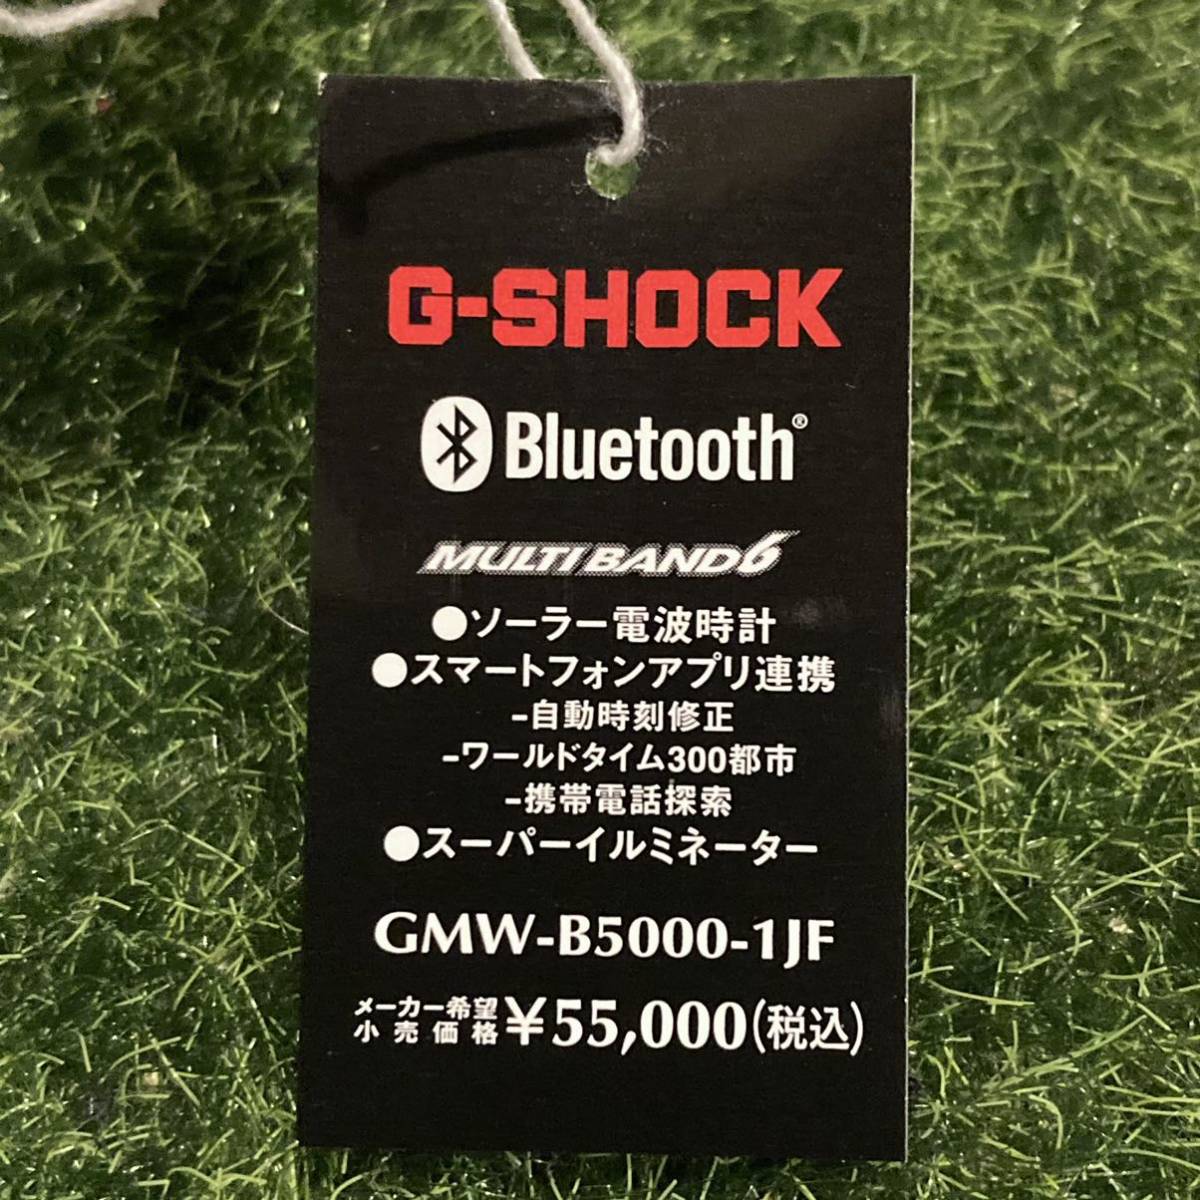 G-SHOCK
Bluetooth®
MULTIBAND6
●ソーラー電波時計
●スマートフォンアプリ連携
-自動時刻修正
-ワールドタイム300都市
-携帯電話探索
●スーパーイルミネーター
GMW-B5000-1JF
メーカー希望小売価格¥55,000(税込)